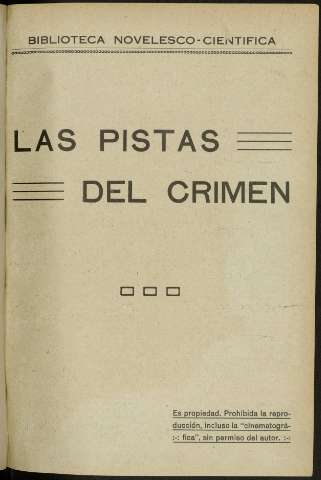 BIBLIOTECA NOVELESCO-CIENTIFICA
LAS PISTAS
DEL CRIMEN
Es propiedad. Prohibida la repro-
ducción, incluso la "cinematográ-
:-: fica", sin permiso del autor. :-: